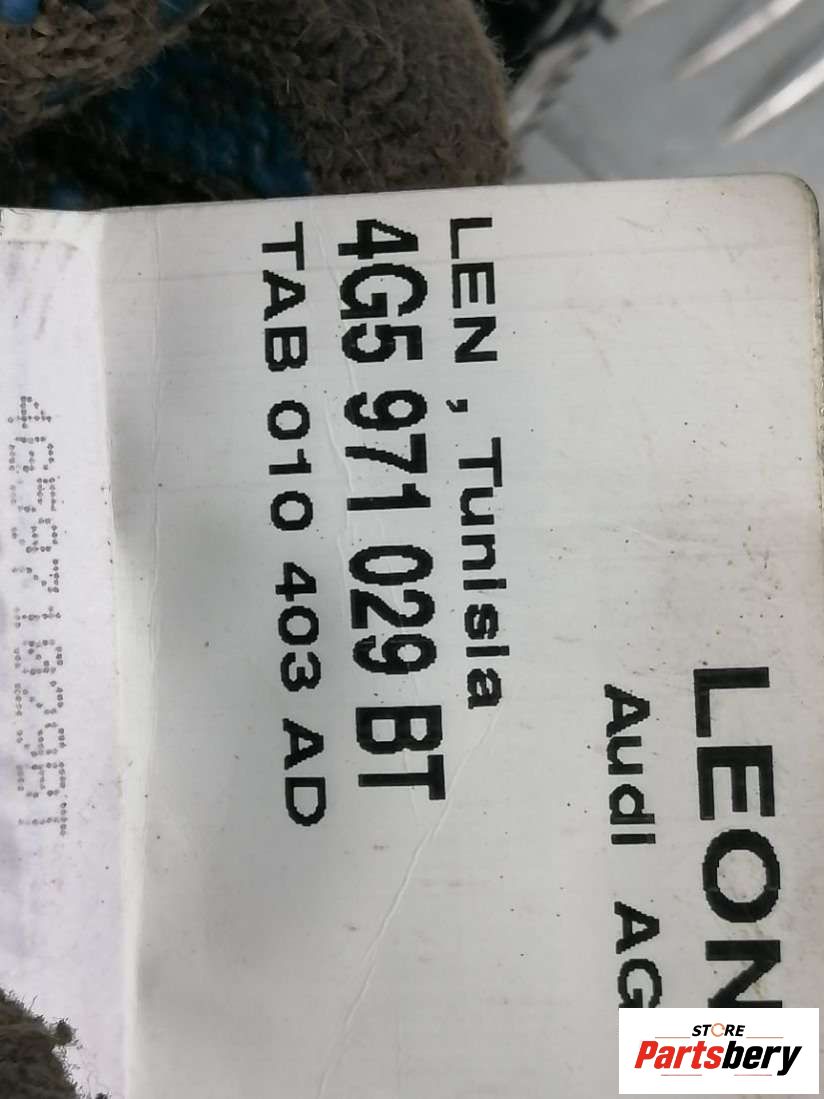 LEON
Audi AG
LEN , Tunisia
4G5 971 029 BT
TAB 010 403 AD
4G5971029BT
STORE
Partsbery